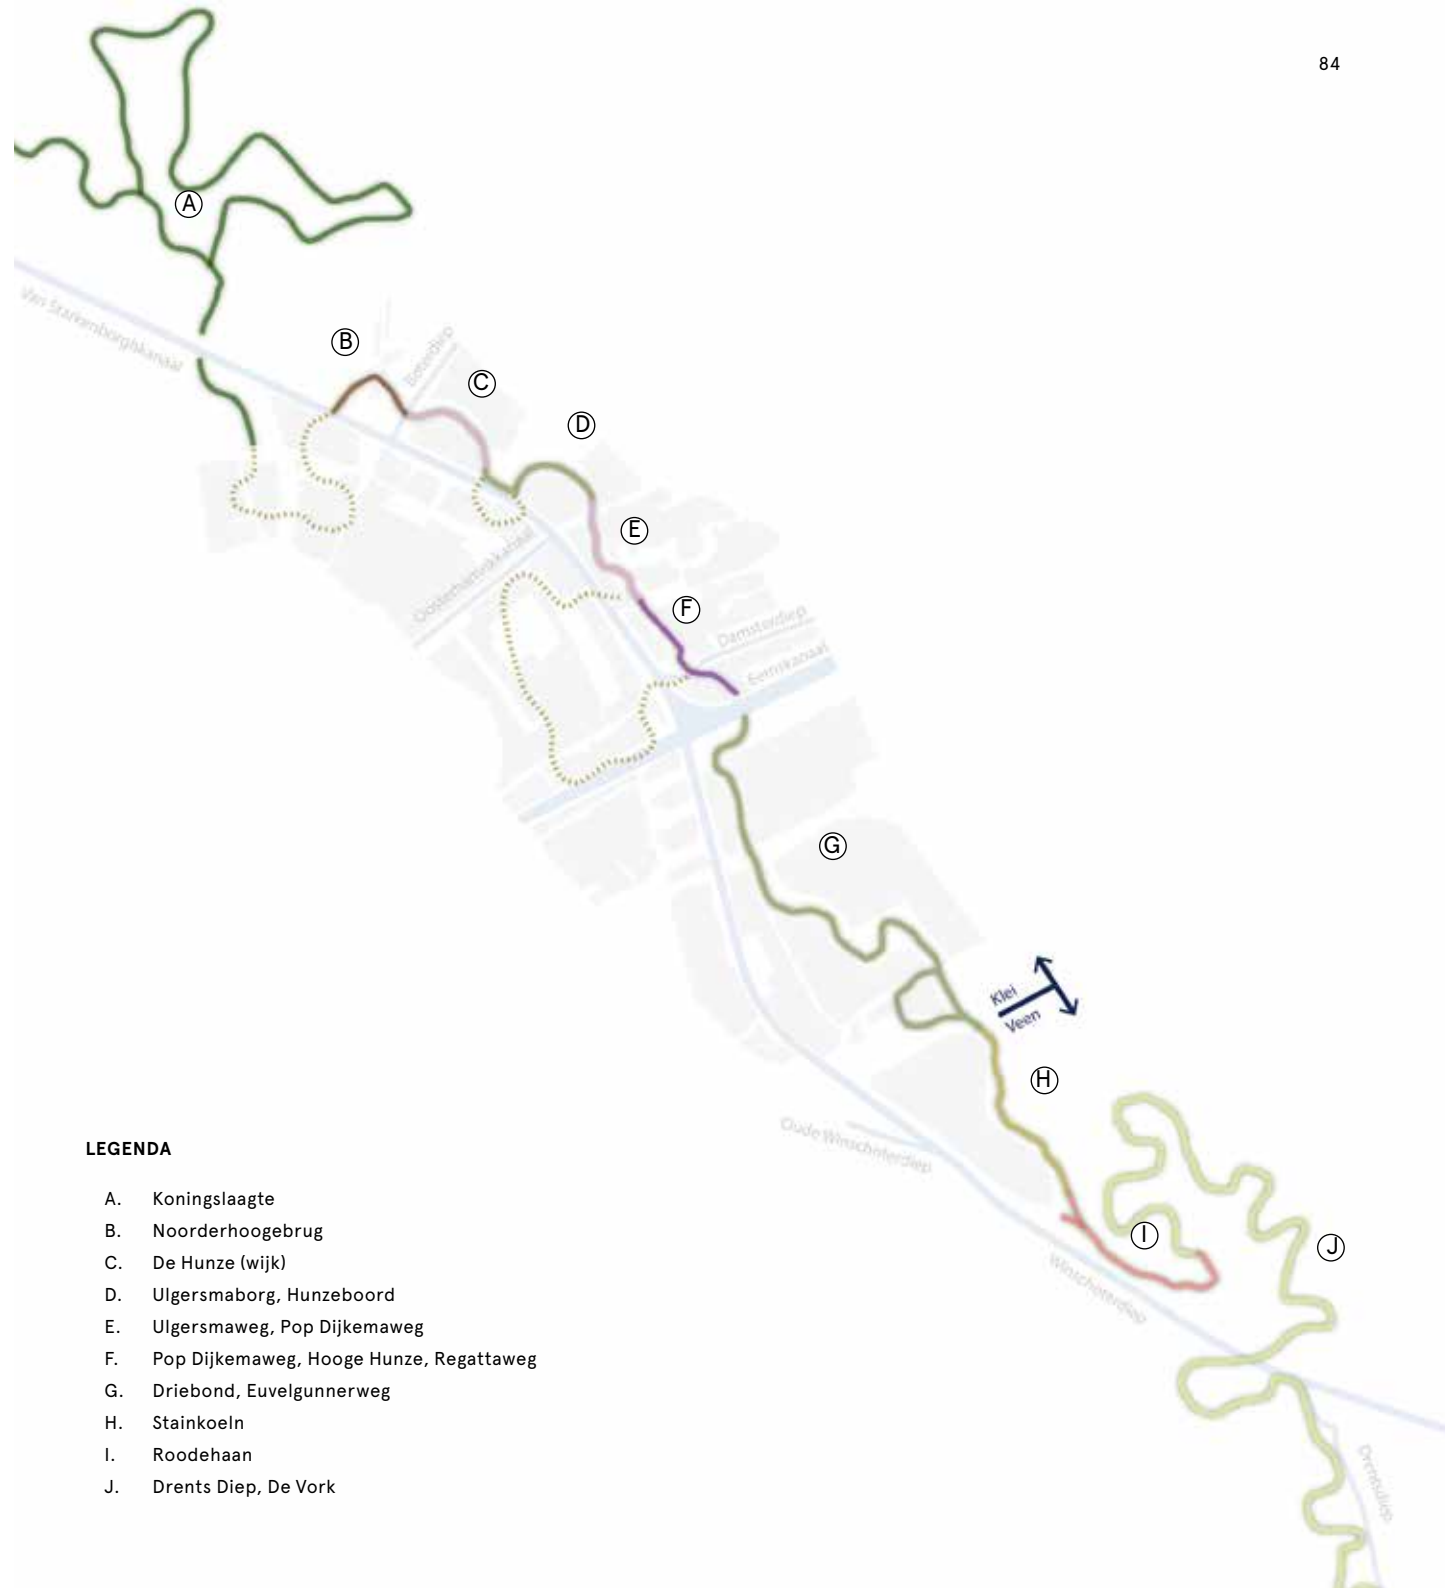 84
A
Van Starkenborghkanaal
B
Boterdiep
C
D
E
Oosterhamrikkanaal
F
Damsterdiep
Eemskanaal
G
Klei
Veen
H
Oude Winschoterdiep
I
J
Winschoterdiep
Drentsdiep
LEGENDA
A. Koningslaagte
B. Noorderhoogebrug
C. De Hunze (wijk)
D. Ulgersmaborg, Hunzeboord
E. Ulgersmaweg, Pop Dijkemaweg
F. Pop Dijkemaweg, Hooge Hunze, Regattaweg
G. Driebond, Euvelgunnerweg
H. Stainkoeln
I. Roodehaan
J. Drents Diep, De Vork